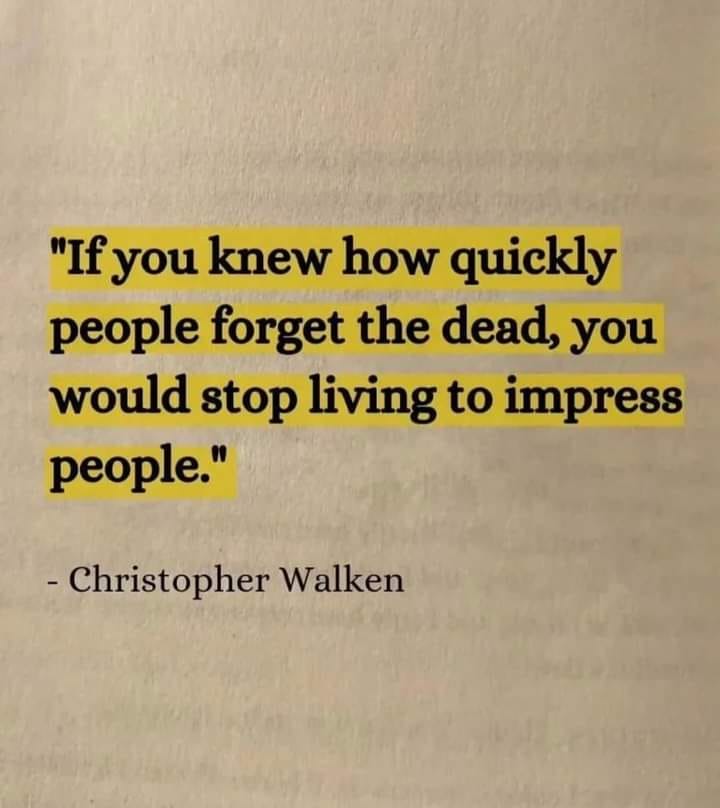 "If you knew how quickly
people forget the dead, you
would stop living to impress
people."
- Christopher Walken